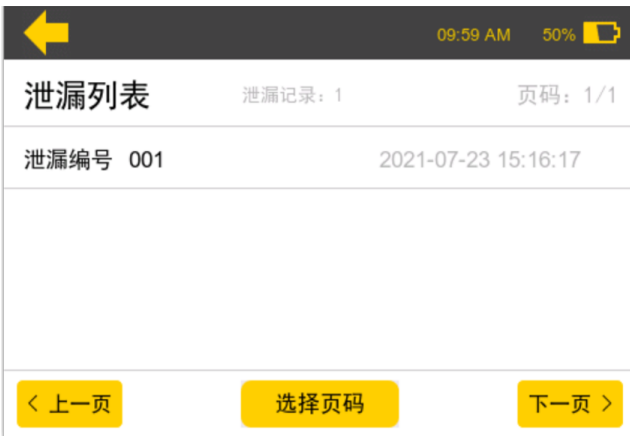 09:59 AM 50%
泄漏列表 泄漏记录：1 页码：1/1
泄漏编号 001 2021-07-23 15:16:17
< 上一页 选择页码 下一页 >